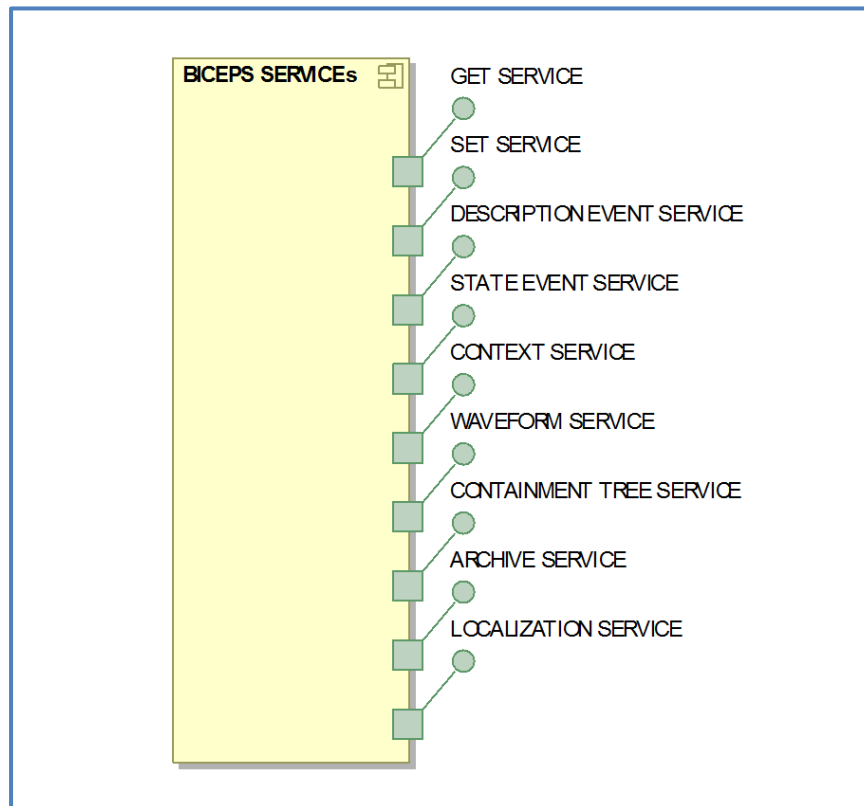 BICEPS SERVICEs
GET SERVICE
SET SERVICE
DESCRIPTION EVENT SERVICE
STATE EVENT SERVICE
CONTEXT SERVICE
WAVEFORM SERVICE
CONTAINMENT TREE SERVICE
ARCHIVE SERVICE
LOCALIZATION SERVICE